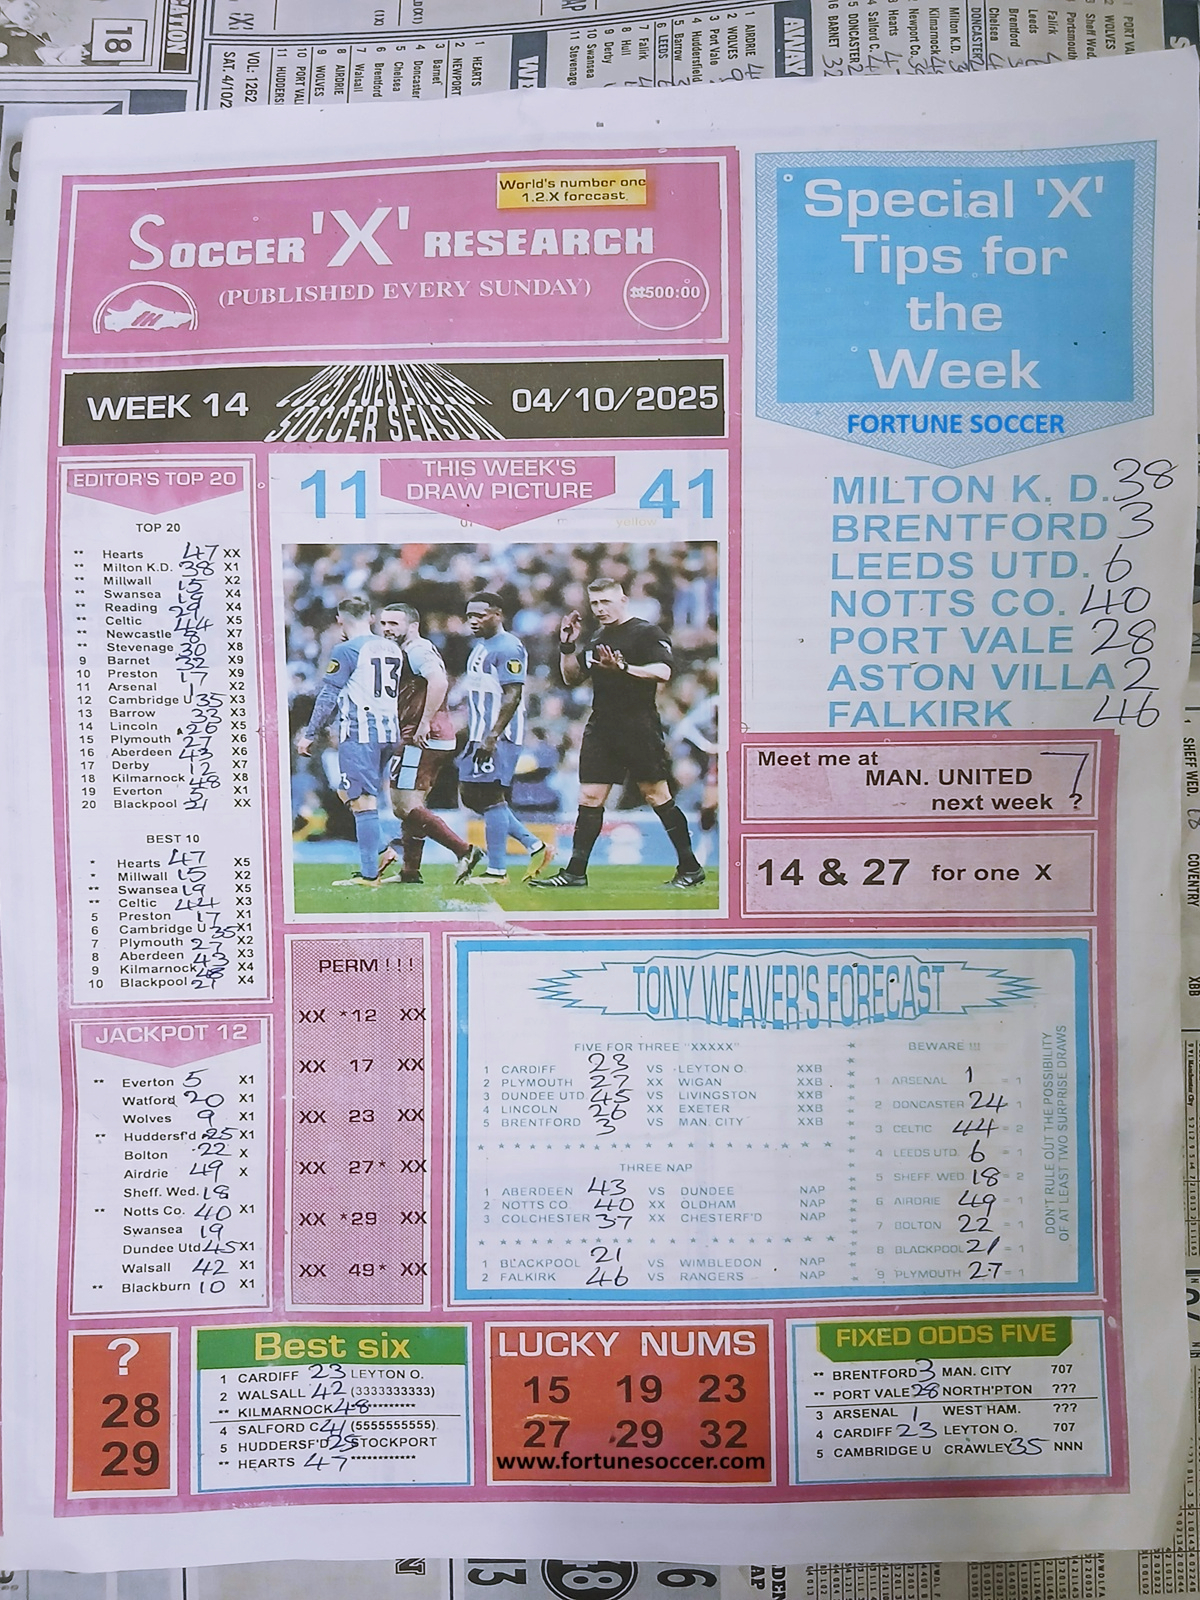 World's number one
1.2.X forecast
SOCCER 'X' RESEARCH
(PUBLISHED EVERY SUNDAY)
₦500:00
WEEK 14
2025/2026 ENGLISH
SOCCER SEASON
04/10/2025
Special 'X'
Tips for
the
Week
FORTUNE SOCCER
MILTON K. D. 38
BRENTFORD 3
LEEDS UTD. 6
NOTTS CO. 40
PORT VALE 28
ASTON VILLA 2
FALKIRK 46
Meet me at
MAN. UNITED 7
next week ?
14 & 27 for one X
EDITOR'S TOP 20
TOP 20
** Hearts 47 XX
** Milton K.D. 38 X1
** Millwall 15 X2
** Swansea 19 X4
** Reading 29 X4
** Celtic 44 X5
** Newcastle 8 X7
** Stevenage 30 X8
9 Barnet 32 X9
10 Preston 17 X9
11 Arsenal 1 X2
12 Cambridge U 35 X3
13 Barrow 33 X3
14 Lincoln 26 X5
15 Plymouth 27 X6
16 Aberdeen 43 X6
17 Derby 12 X7
18 Kilmarnock 48 X8
19 Everton 5 X1
20 Blackpool 21 XX
BEST 10
* Hearts 47 X5
* Millwall 15 X2
** Swansea 19 X5
** Celtic 44 X3
5 Preston 17 X1
6 Cambridge U 35 X1
7 Plymouth 27 X2
8 Aberdeen 43 X3
9 Kilmarnock 48 X4
10 Blackpool 21 X4
11
THIS WEEK'S
DRAW PICTURE
41
yellow
13
18
JACKPOT 12
** Everton 5 X1
Watford 20 X1
Wolves 9 X1
** Huddersf'd 25 X1
Bolton 22 X
Airdrie 49 X
Sheff. Wed. 18
** Notts Co. 40 X1
Swansea 19
Dundee Utd 45 X1
Walsall 42 X1
** Blackburn 10 X1
PERM !!!
XX *12 XX
XX 17 XX
XX 23 XX
XX 27* XX
XX *29 XX
XX 49* XX
TONY WEAVER'S FORECAST
FIVE FOR THREE "XXXXX"
1 CARDIFF 23 VS LEYTON O. XXB
2 PLYMOUTH 27 XX WIGAN XXB
3 DUNDEE UTD 45 VS LIVINGSTON XXB
4 LINCOLN 26 XX EXETER XXB
5 BRENTFORD 3 VS MAN. CITY XXB
THREE NAP
1 ABERDEEN 43 VS DUNDEE NAP
2 NOTTS CO 40 XX OLDHAM NAP
3 COLCHESTER 37 XX CHESTERF'D NAP
1 BLACKPOOL 21 VS WIMBLEDON NAP
2 FALKIRK 46 VS RANGERS NAP
BEWARE !!!
1 ARSENAL 1 = 1
2 DONCASTER 24 1
3 CELTIC 44 = 2
4 LEEDS UTD 6 = 1
5 SHEFF WED 18 = 2
6 AIRDRIE 49 = 1
7 BOLTON 22 = 1
8 BLACKPOOL 21 = 1
9 PLYMOUTH 27 = 1
DON'T RULE OUT THE POSSIBILITY
OF AT LEAST TWO SURPRISE DRAWS
?
28
29
Best six
1 CARDIFF 23 LEYTON O.
2 WALSALL 42 (3333333333)
** KILMARNOCK 48 **********
4 SALFORD C 41 (5555555555)
5 HUDDERSF'D 25 STOCKPORT
** HEARTS 47 ************
LUCKY NUMS
15 19 23
27 29 32
www.fortunesoccer.com
FIXED ODDS FIVE
** BRENTFORD 3 MAN. CITY 707
** PORT VALE 28 NORTH'PTON ???
3 ARSENAL 1 WEST HAM. ???
4 CARDIFF 23 LEYTON O. 707
5 CAMBRIDGE U CRAWLEY 35 NNN